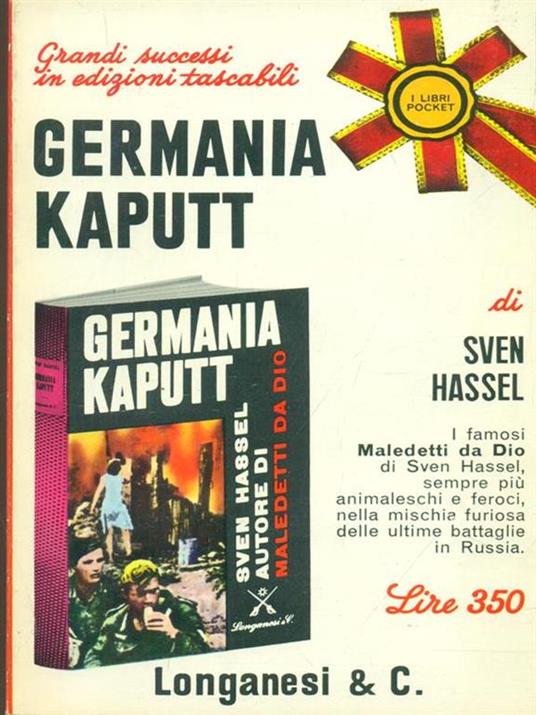 Grandi successi
in edizioni tascabili
I LIBRI
POCKET
GERMANIA
KAPUTT
di
SVEN
HASSEL
I famosi
Maledetti da Dio
di Sven Hassel,
sempre più
animaleschi e feroci,
nella mischia furiosa
delle ultime battaglie
in Russia.
Lire 350
GERMANIA
KAPUTT
SVEN HASSEL
AUTORE DI
MALEDETTI DA DIO
Longanesi & C.
GERMANIA
KAPUTT
Longanesi & C.